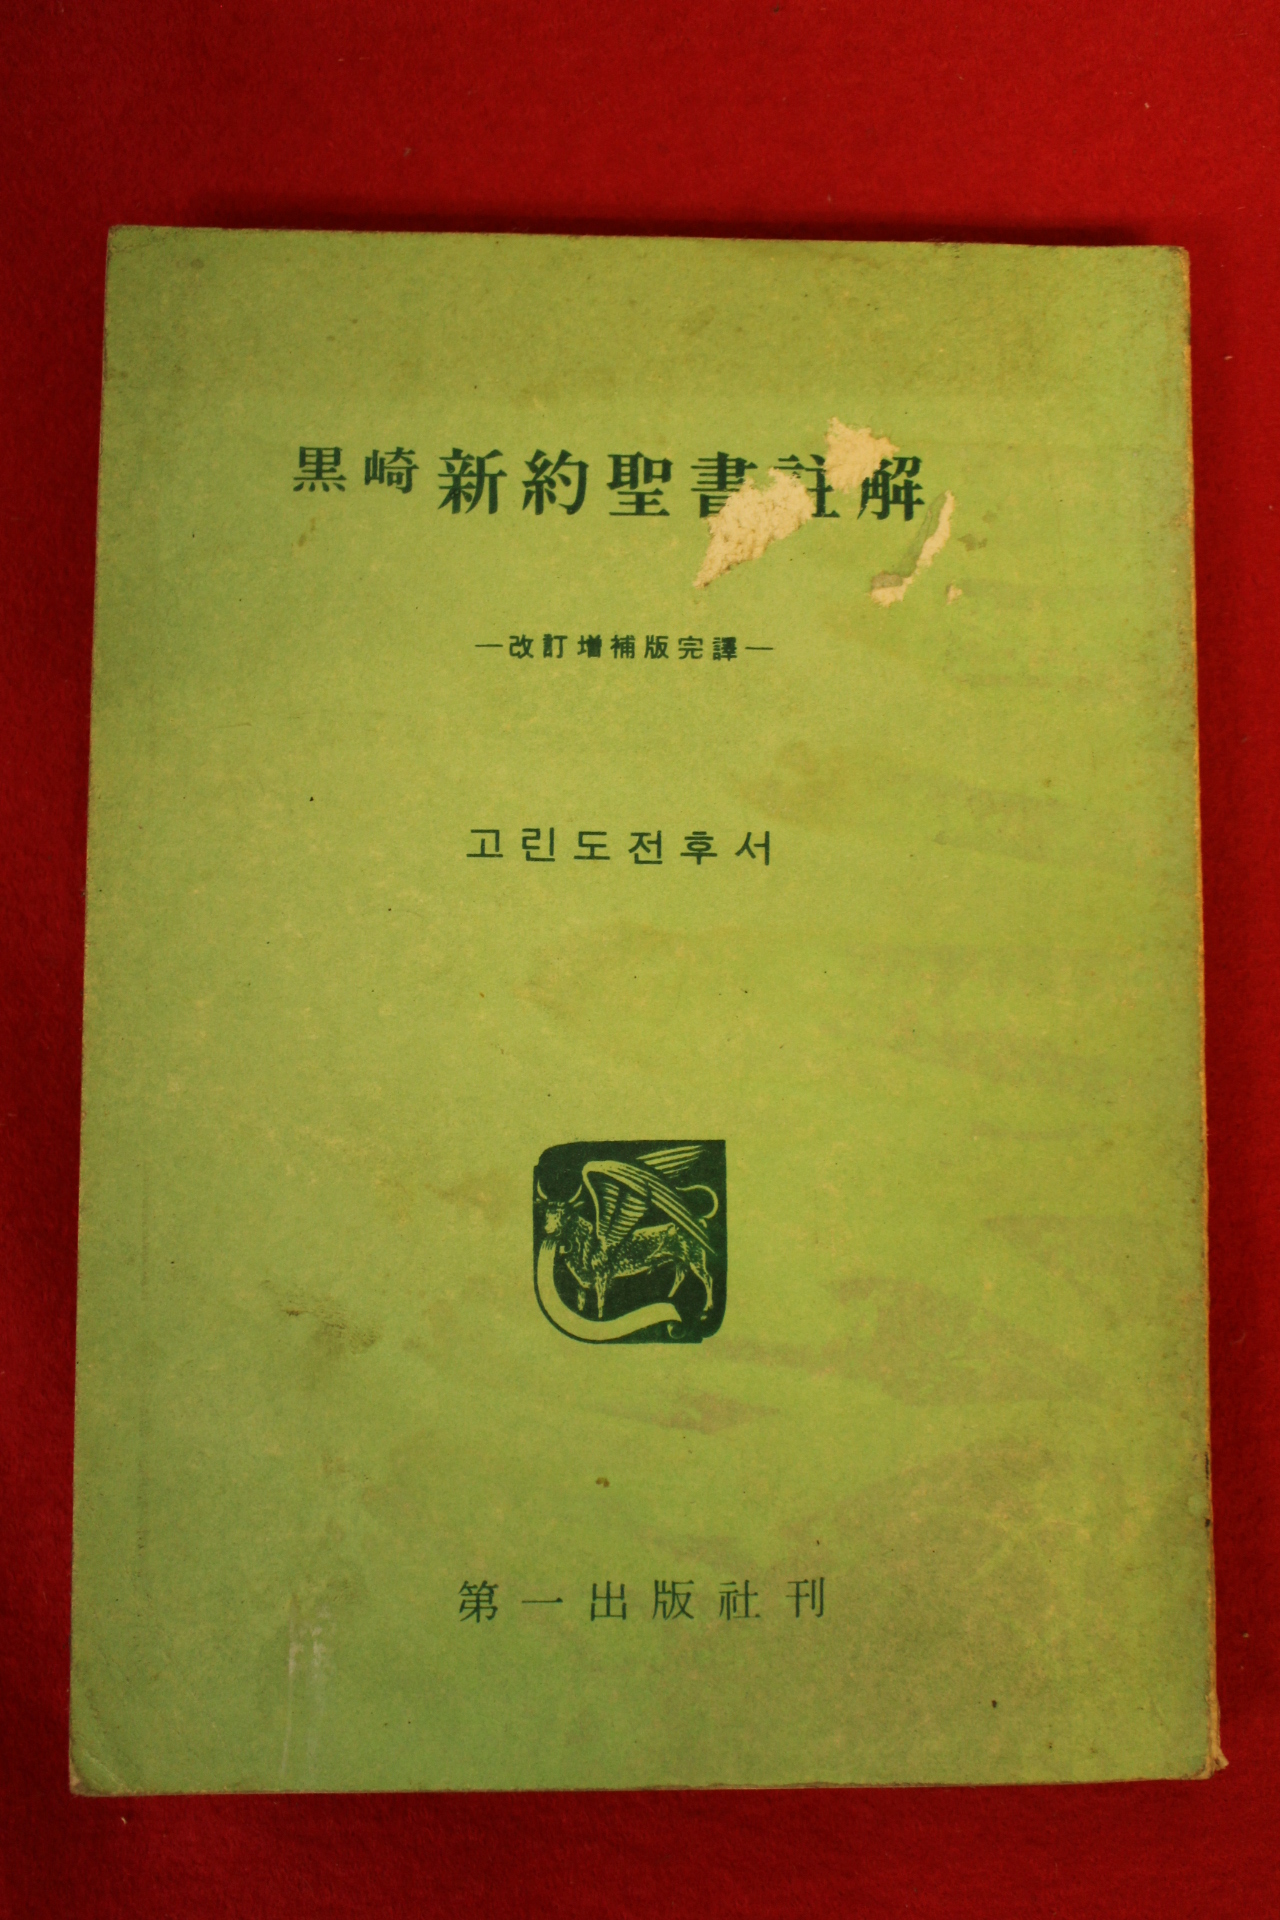 黒崎 新約聖書註解
―改訂增補版完譯―
고린도전후서
第一出版社刊